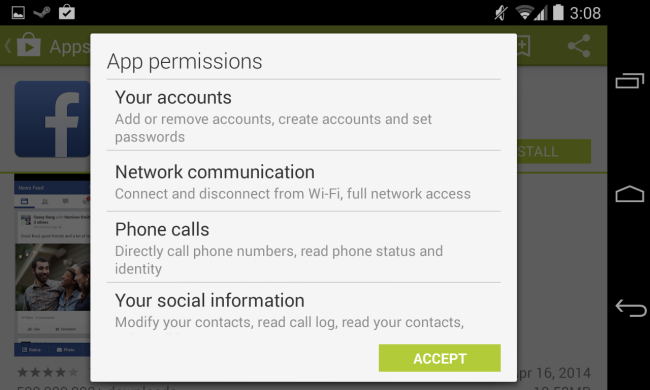 3:08
Apps
App permissions
Your accounts
Add or remove accounts, create accounts and set
passwords
STALL
Network communication
Connect and disconnect from Wi-Fi, full network access
News Feed
Phone calls
Directly call phone numbers, read phone status and
identity
Your social information
Modify your contacts, read call log, read your contacts,
ACCEPT
pr 16, 2014